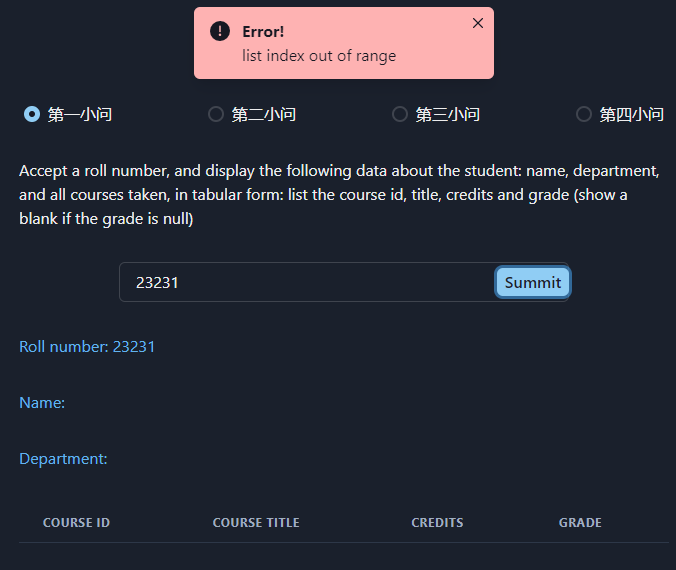 Error!
list index out of range
第一小问 第二小问 第三小问 第四小问
Accept a roll number, and display the following data about the student: name, department,
and all courses taken, in tabular form: list the course id, title, credits and grade (show a
blank if the grade is null)
23231 Summit
Roll number: 23231
Name:
Department:
COURSE ID COURSE TITLE CREDITS GRADE